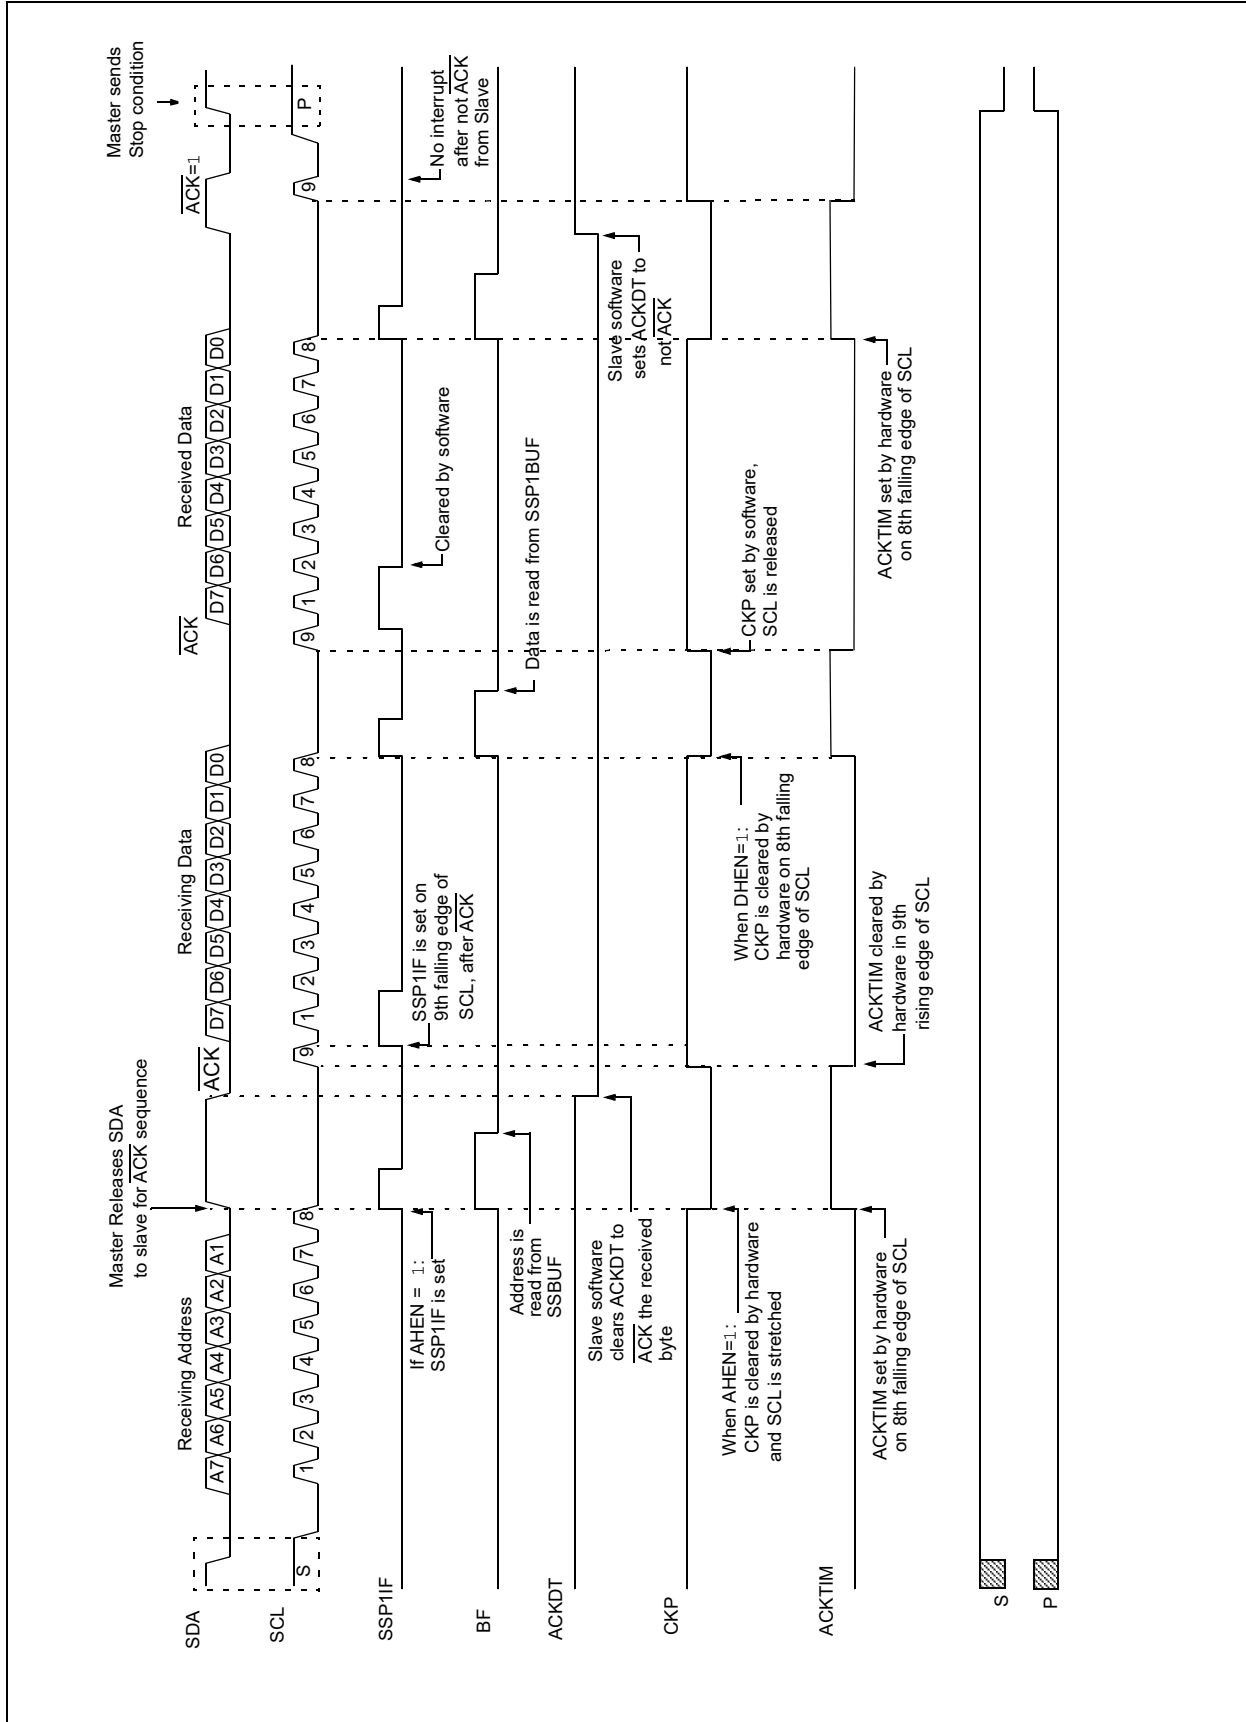 Master Releases SDA
to slave for ACK sequence
Master sends
Stop condition
Receiving Address
Receiving Data
ACK
Received Data
ACK
ACK=1
SDA
A7 A6 A5 A4 A3 A2 A1
D7 D6 D5 D4 D3 D2 D1 D0
D7 D6 D5 D4 D3 D2 D1 D0
SCL
S
1 2 3 4 5 6 7 8 9
1 2 3 4 5 6 7 8 9
1 2 3 4 5 6 7 8 9
P
SSP1IF
If AHEN = 1:
SSP1IF is set
SSP1IF is set on
9th falling edge of
SCL, after ACK
Cleared by software
No interrupt
after not ACK
from Slave
BF
Address is
read from
SSBUF
Data is read from SSP1BUF
ACKDT
Slave software
clears ACKDT to
ACK the received
byte
Slave software
sets ACKDT to
not ACK
CKP
When AHEN=1:
CKP is cleared by hardware
and SCL is stretched
When DHEN=1:
CKP is cleared by
hardware on 8th falling
edge of SCL
CKP set by software,
SCL is released
ACKTIM
ACKTIM set by hardware
on 8th falling edge of SCL
ACKTIM cleared by
hardware in 9th
rising edge of SCL
ACKTIM set by hardware
on 8th falling edge of SCL
S
P